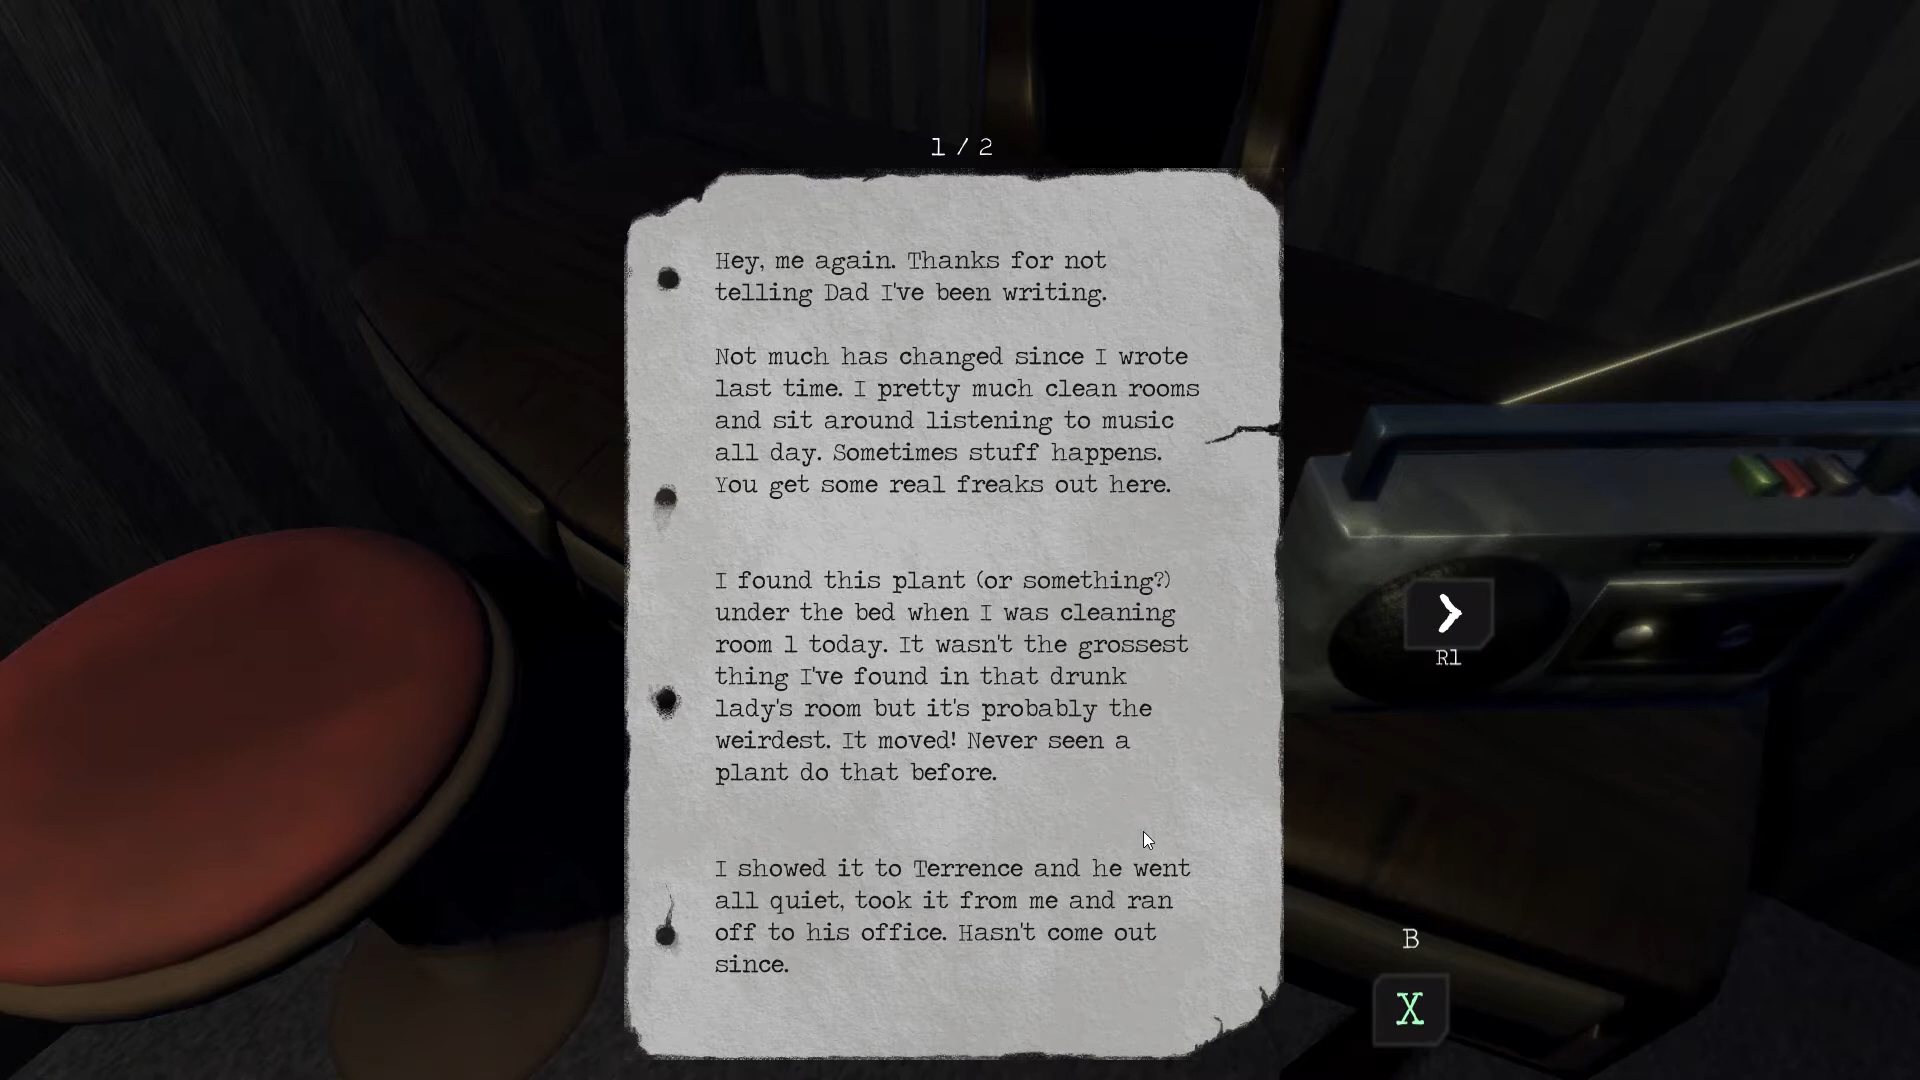 1 / 2
Hey, me again. Thanks for not
telling Dad I've been writing.
Not much has changed since I wrote
last time. I pretty much clean rooms
and sit around listening to music
all day. Sometimes stuff happens.
You get some real freaks out here.
I found this plant (or something?)
under the bed when I was cleaning
room 1 today. It wasn't the grossest
thing I've found in that drunk
lady's room but it's probably the
weirdest. It moved! Never seen a
plant do that before.
I showed it to Terrence and he went
all quiet, took it from me and ran
off to his office. Hasn't come out
since.
R1
B
X